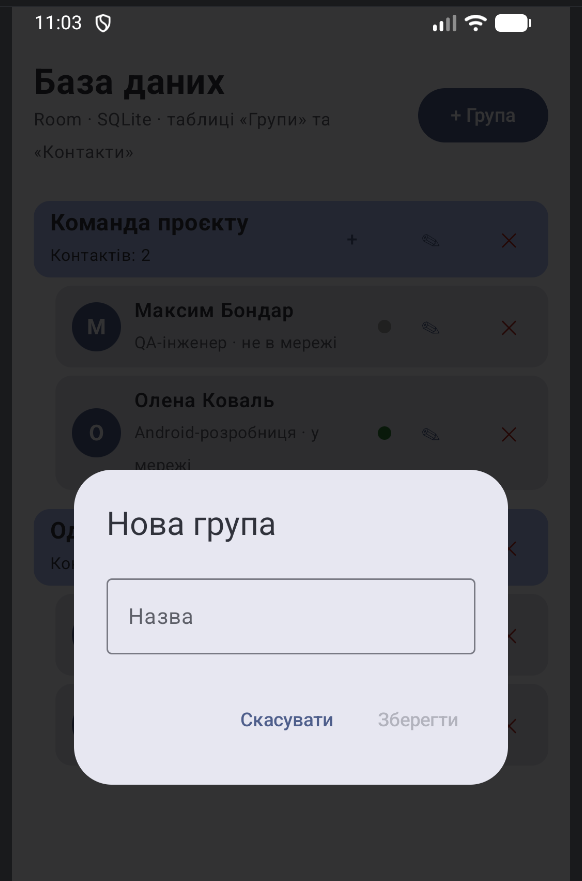 11:03
База даних
Room · SQLite · таблиці «Групи» та
«Контакти»
+ Група
Команда проєкту
Контактів: 2
+
М
Максим Бондар
QA-інженер · не в мережі
О
Олена Коваль
Android-розробниця · у
мережі
Нова група
Назва
Скасувати
Зберегти